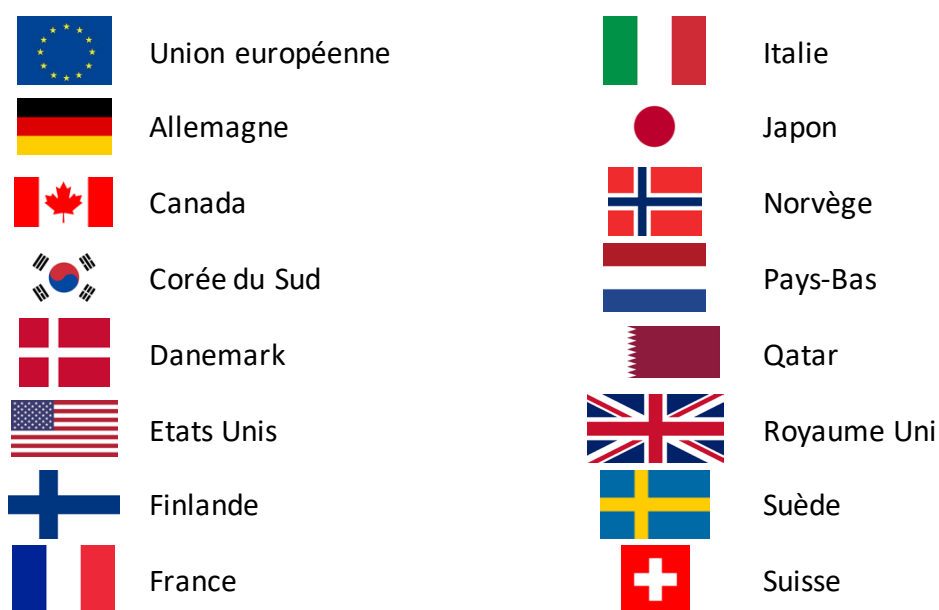 Union européenne
Allemagne
Canada
Corée du Sud
Danemark
Etats Unis
Finlande
France
Italie
Japon
Norvège
Pays-Bas
Qatar
Royaume Uni
Suède
Suisse